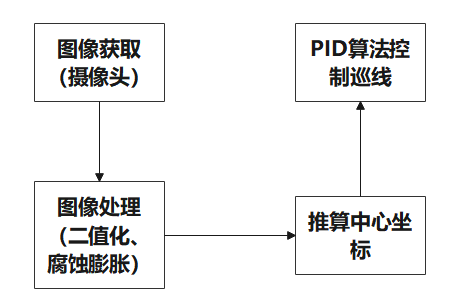 图像获取
（摄像头）
PID算法控
制巡线
图像处理
（二值化、
腐蚀膨胀）
推算中心坐
标